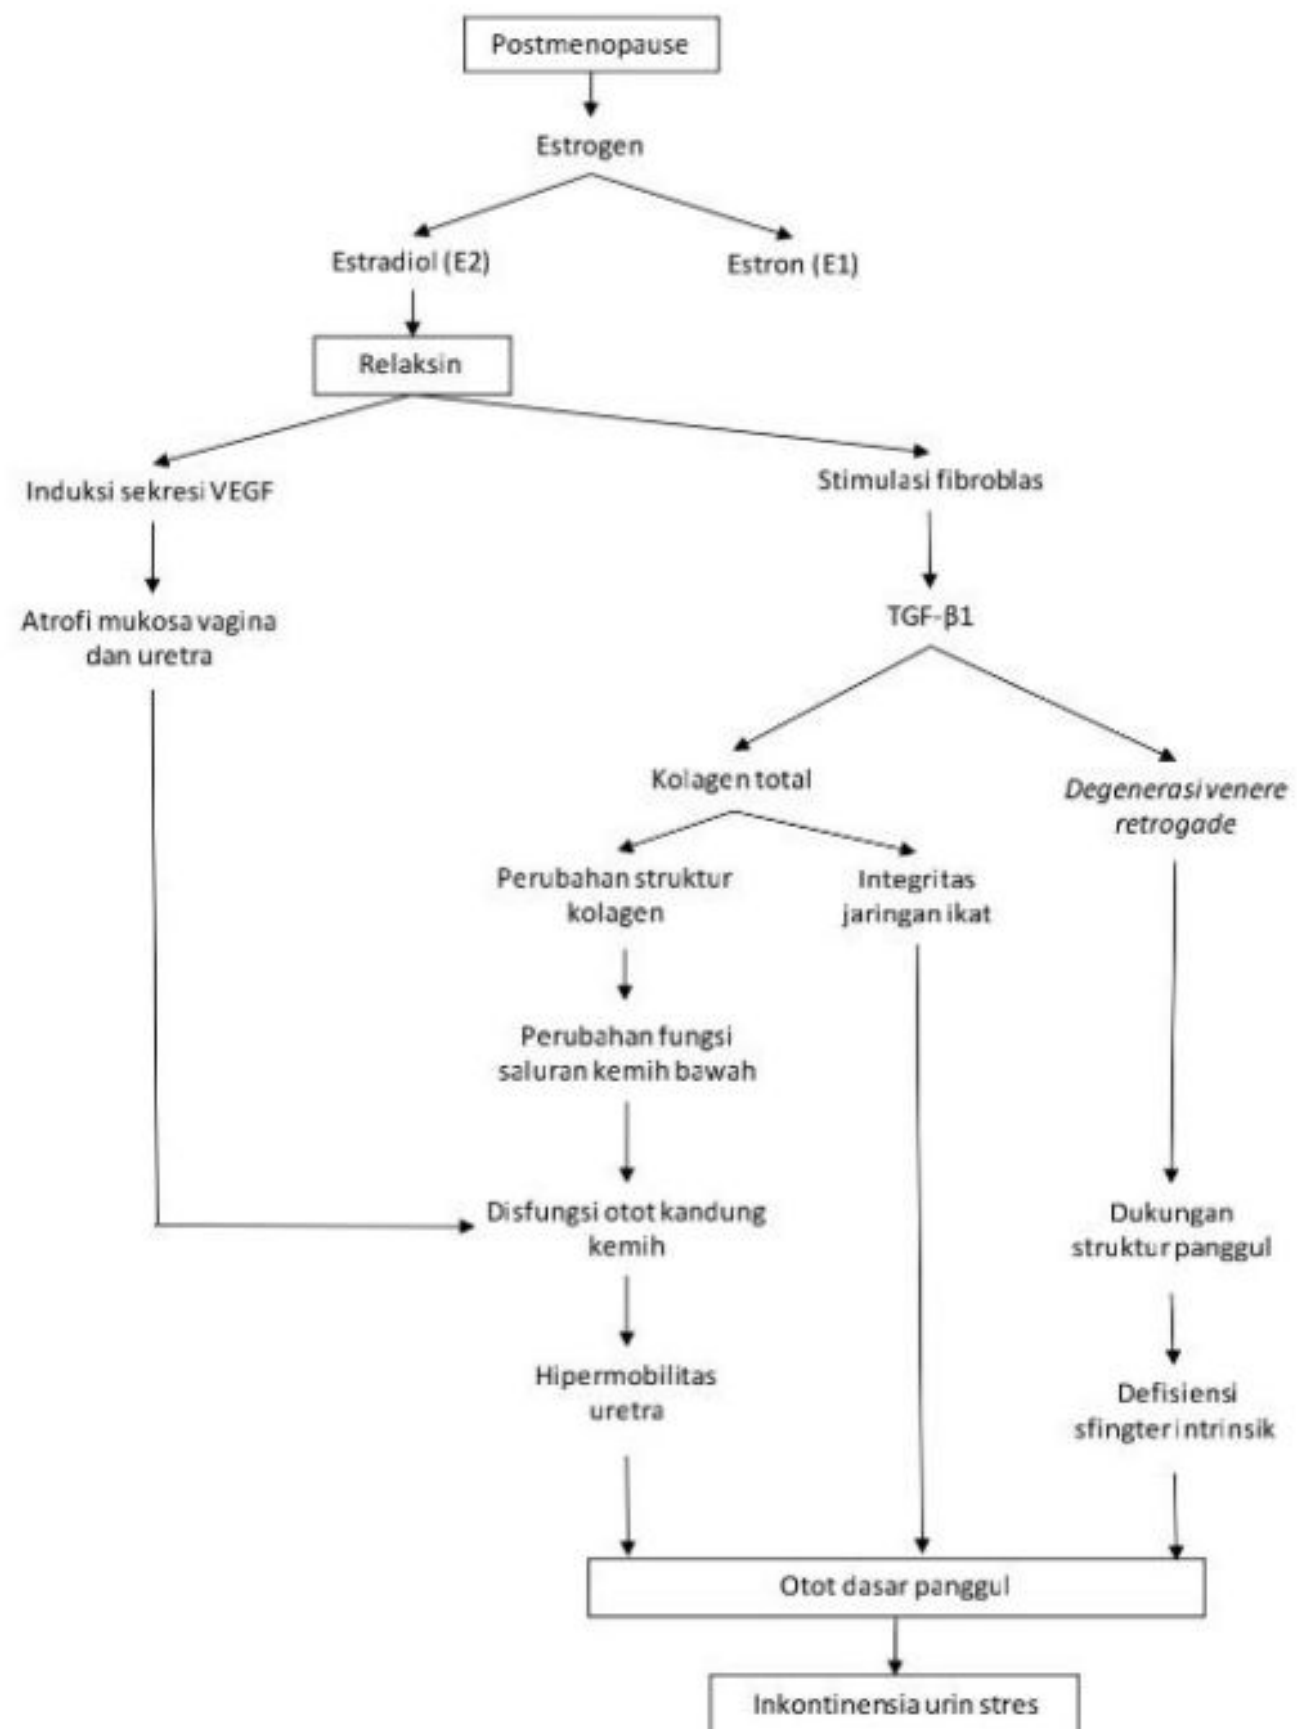 Postmenopause
Estrogen
Estradiol (E2)
Estron (E1)
Relaksin
Induksi sekresi VEGF
Stimulasi fibroblas
Atrofi mukosa vagina
dan uretra
TGF-β1
Kolagen total
Degenerasi venere
retrogade
Perubahan struktur
kolagen
Integritas
jaringan ikat
Perubahan fungsi
saluran kemih bawah
Disfungsi otot kandung
kemih
Dukungan
struktur panggul
Hipermobilitas
uretra
Defisiensi
sfingter intrinsik
Otot dasar panggul
Inkontinensia urin stres